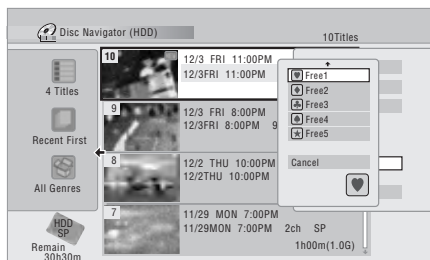 Disc Navigator (HDD)
10Titles
4 Titles
Recent First
All Genres
HDD
SP
Remain
30h30m
10
12/3 FRI 11:00PM
12/3FRI 11:00PM
9
12/3 FRI 8:00PM
12/3FRI 8:00PM 9
8
12/2 THU 10:00PM
12/2THU 10:00PM
7
11/29 MON 7:00PM
11/29MON 7:00PM 2ch SP
1h00m(1.0G)
Free1
Free2
Free3
Free4
Free5
Cancel